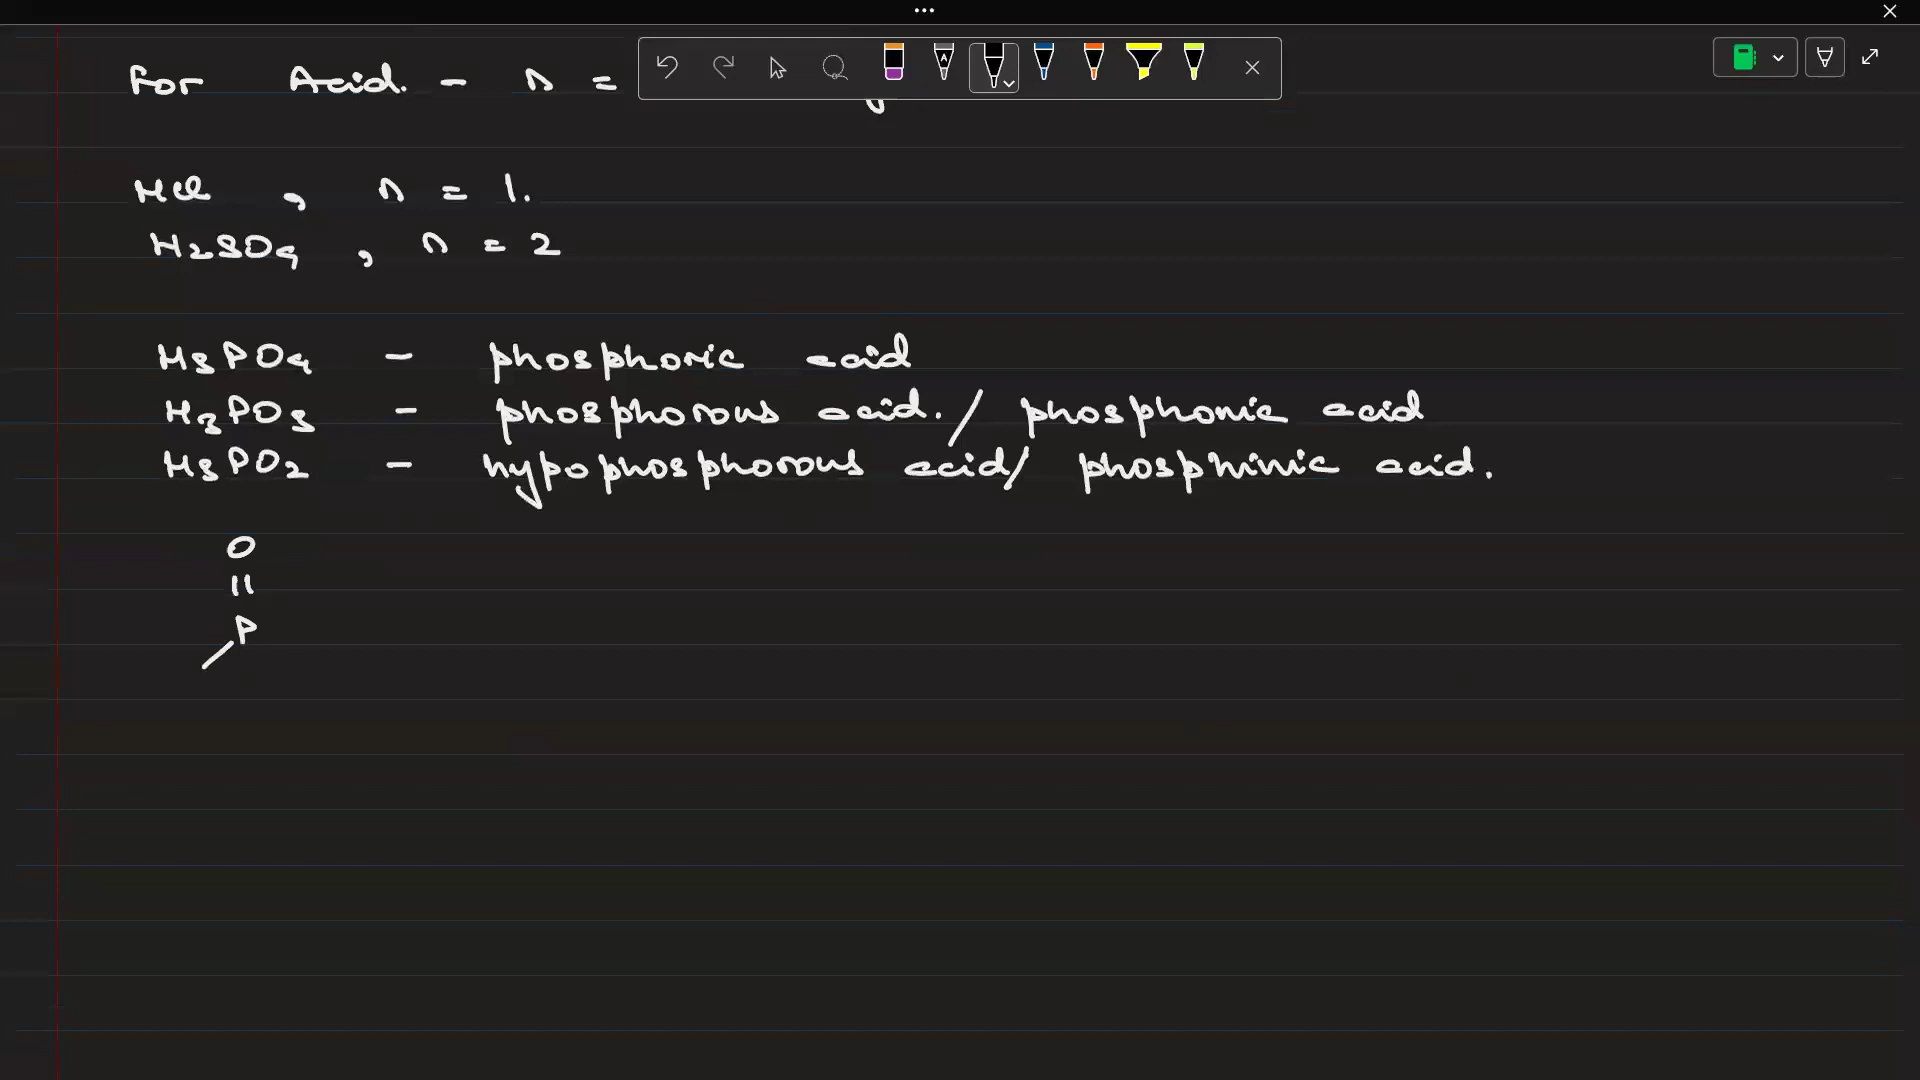 For Acid. - n =
HCl , n = 1.
H2SO4 , n = 2
H3PO4 - phosphoric acid
H3PO3 - phosphorous acid. / phosphonic acid
H3PO2 - hypophosphorous acid / phosphinic acid.
O
||
P